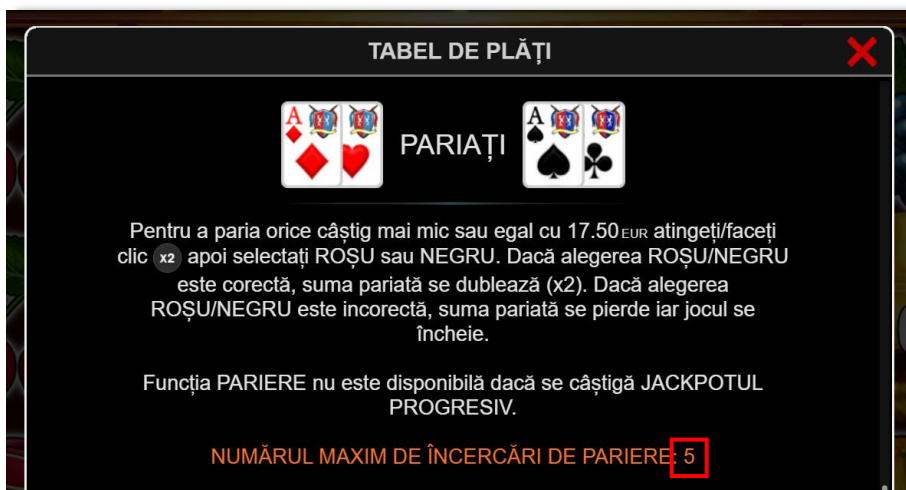 TABEL DE PLĂȚI
A A PARIAȚI A A
Pentru a paria orice câștig mai mic sau egal cu 17.50 EUR atingeți/faceți
clic x2 apoi selectați ROȘU sau NEGRU. Dacă alegerea ROȘU/NEGRU
este corectă, suma pariată se dublează (x2). Dacă alegerea
ROȘU/NEGRU este incorectă, suma pariată se pierde iar jocul se
încheie.
Funcția PARIERE nu este disponibilă dacă se câștigă JACKPOTUL
PROGRESIV.
NUMĂRUL MAXIM DE ÎNCERCĂRI DE PARIERE: 5